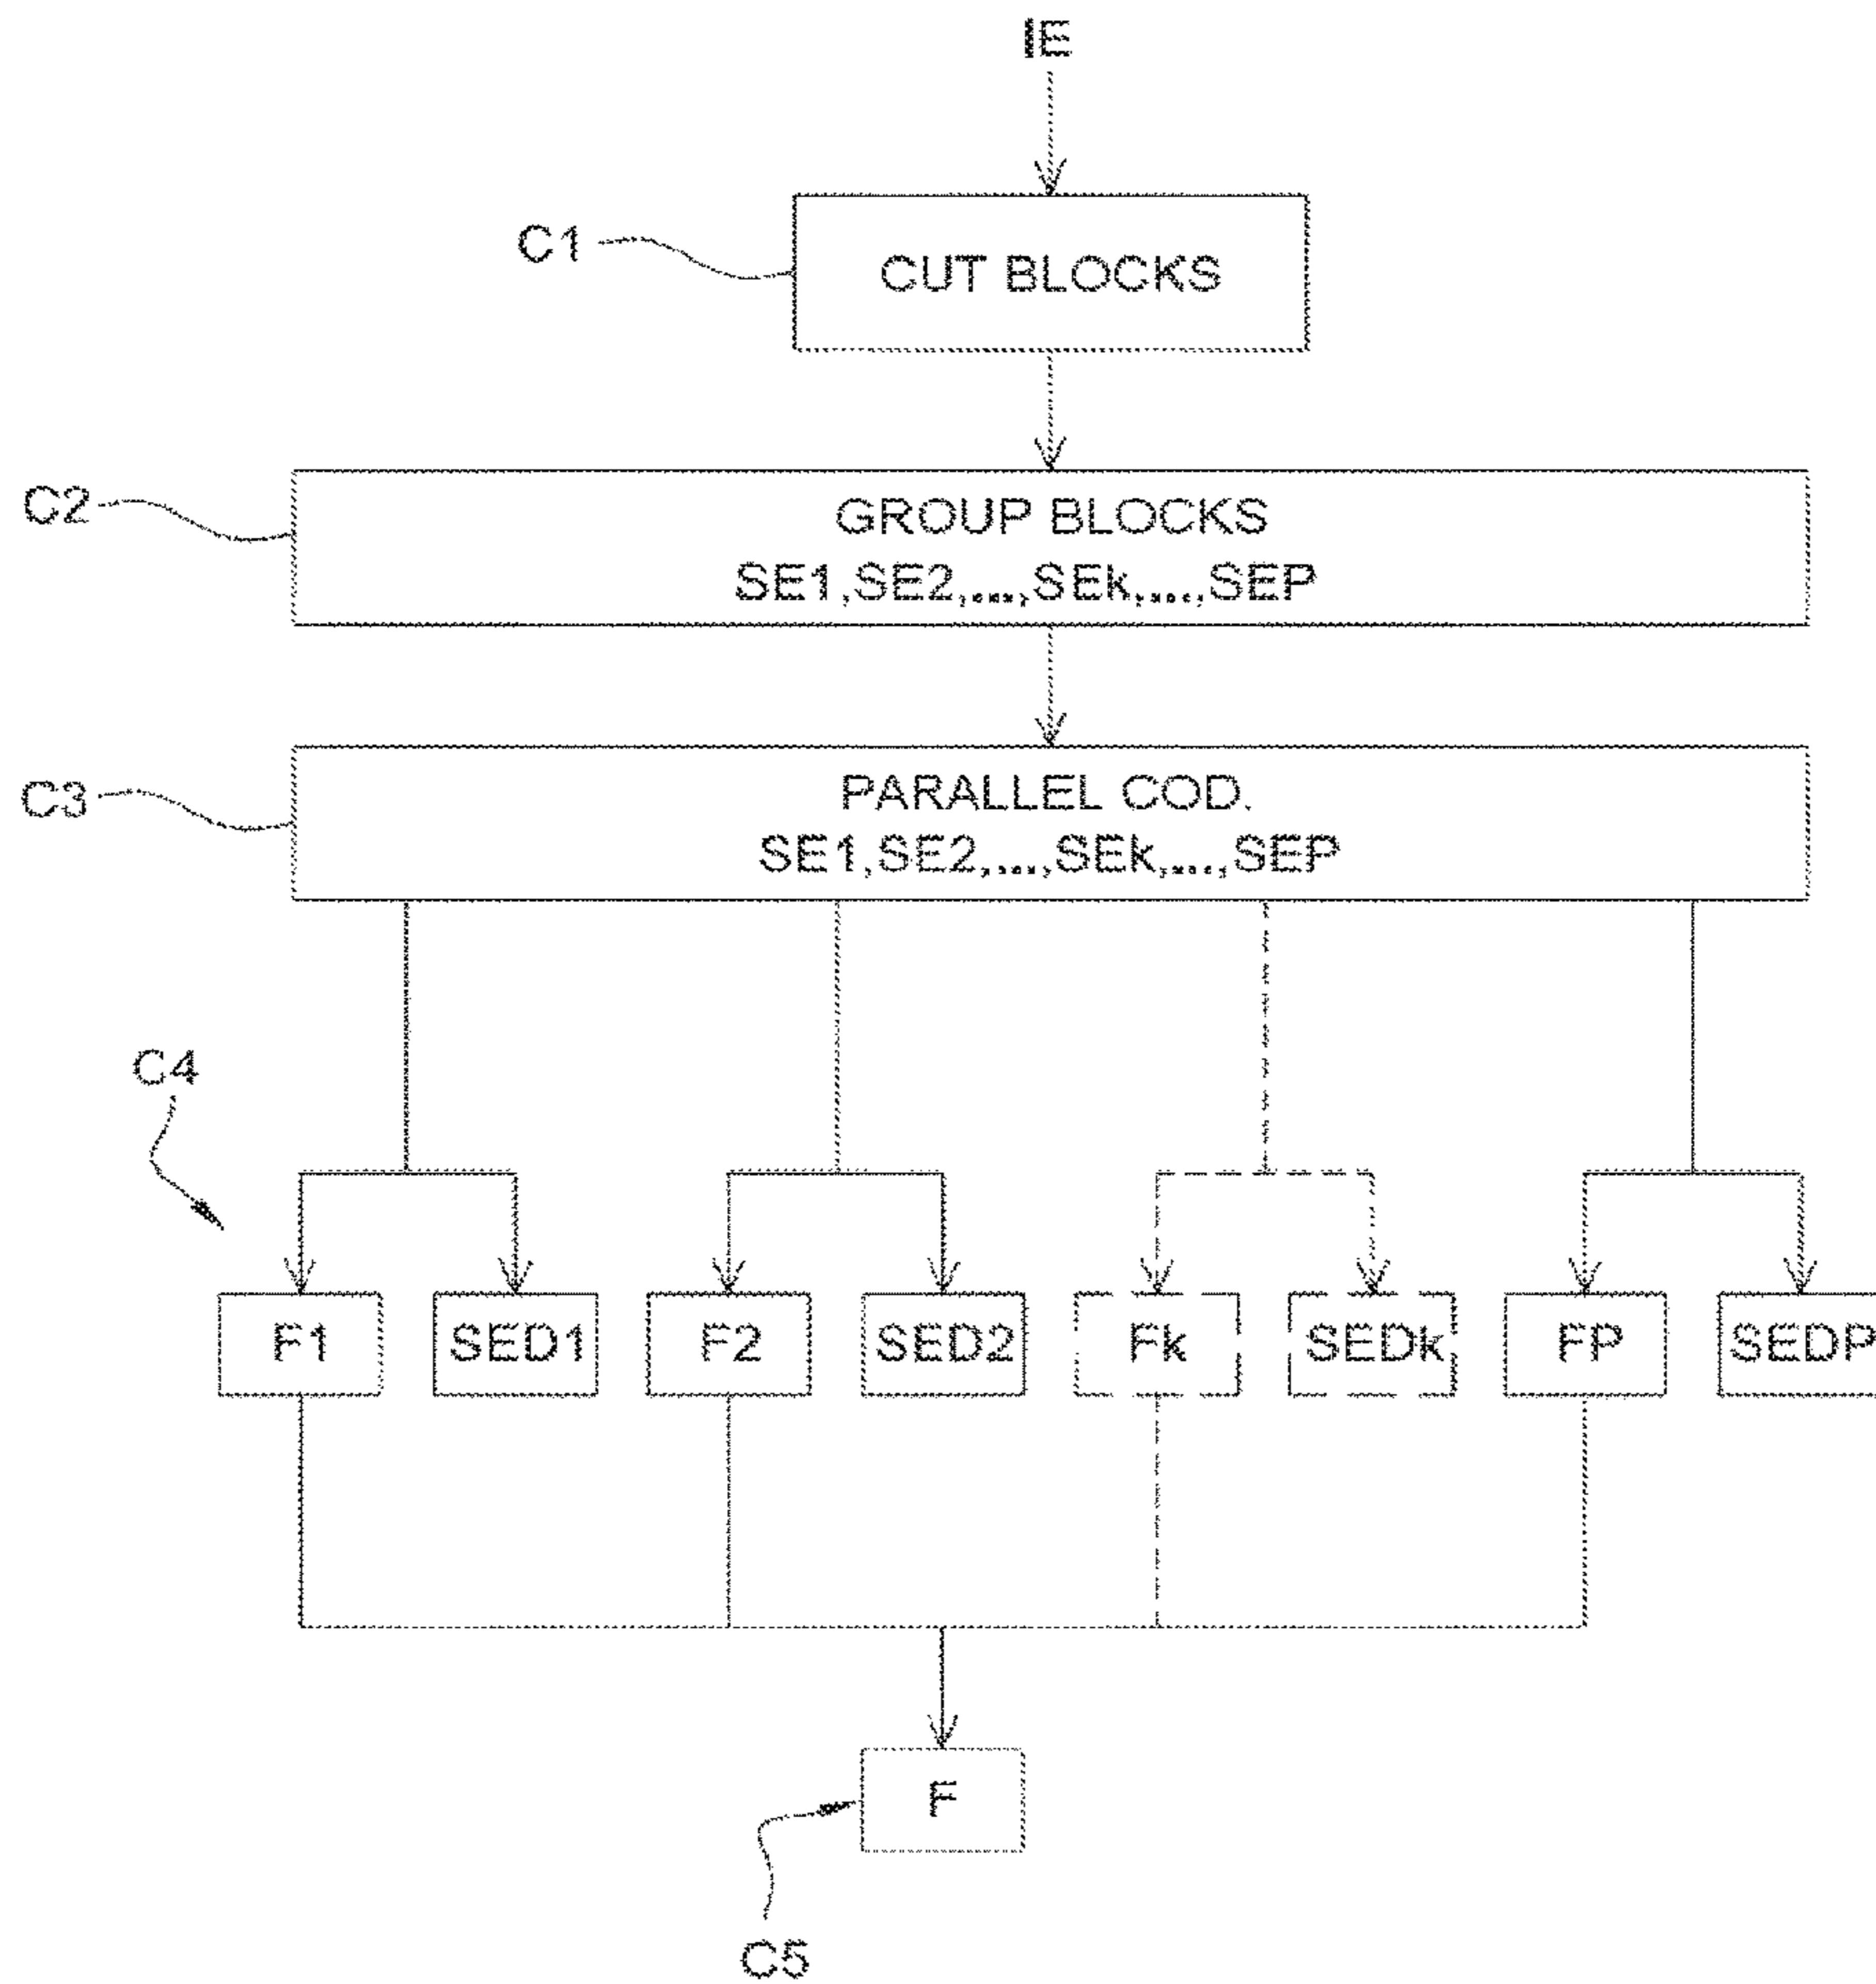 IE
C1
CUT BLOCKS
C2
GROUP BLOCKS
SE1,SE2,...,SEk,...,SEP
C3
PARALLEL COD.
SE1,SE2,...,SEk,...,SEP
C4
F1 SED1 F2 SED2 Fk SEDk FP SEDP
F
C5